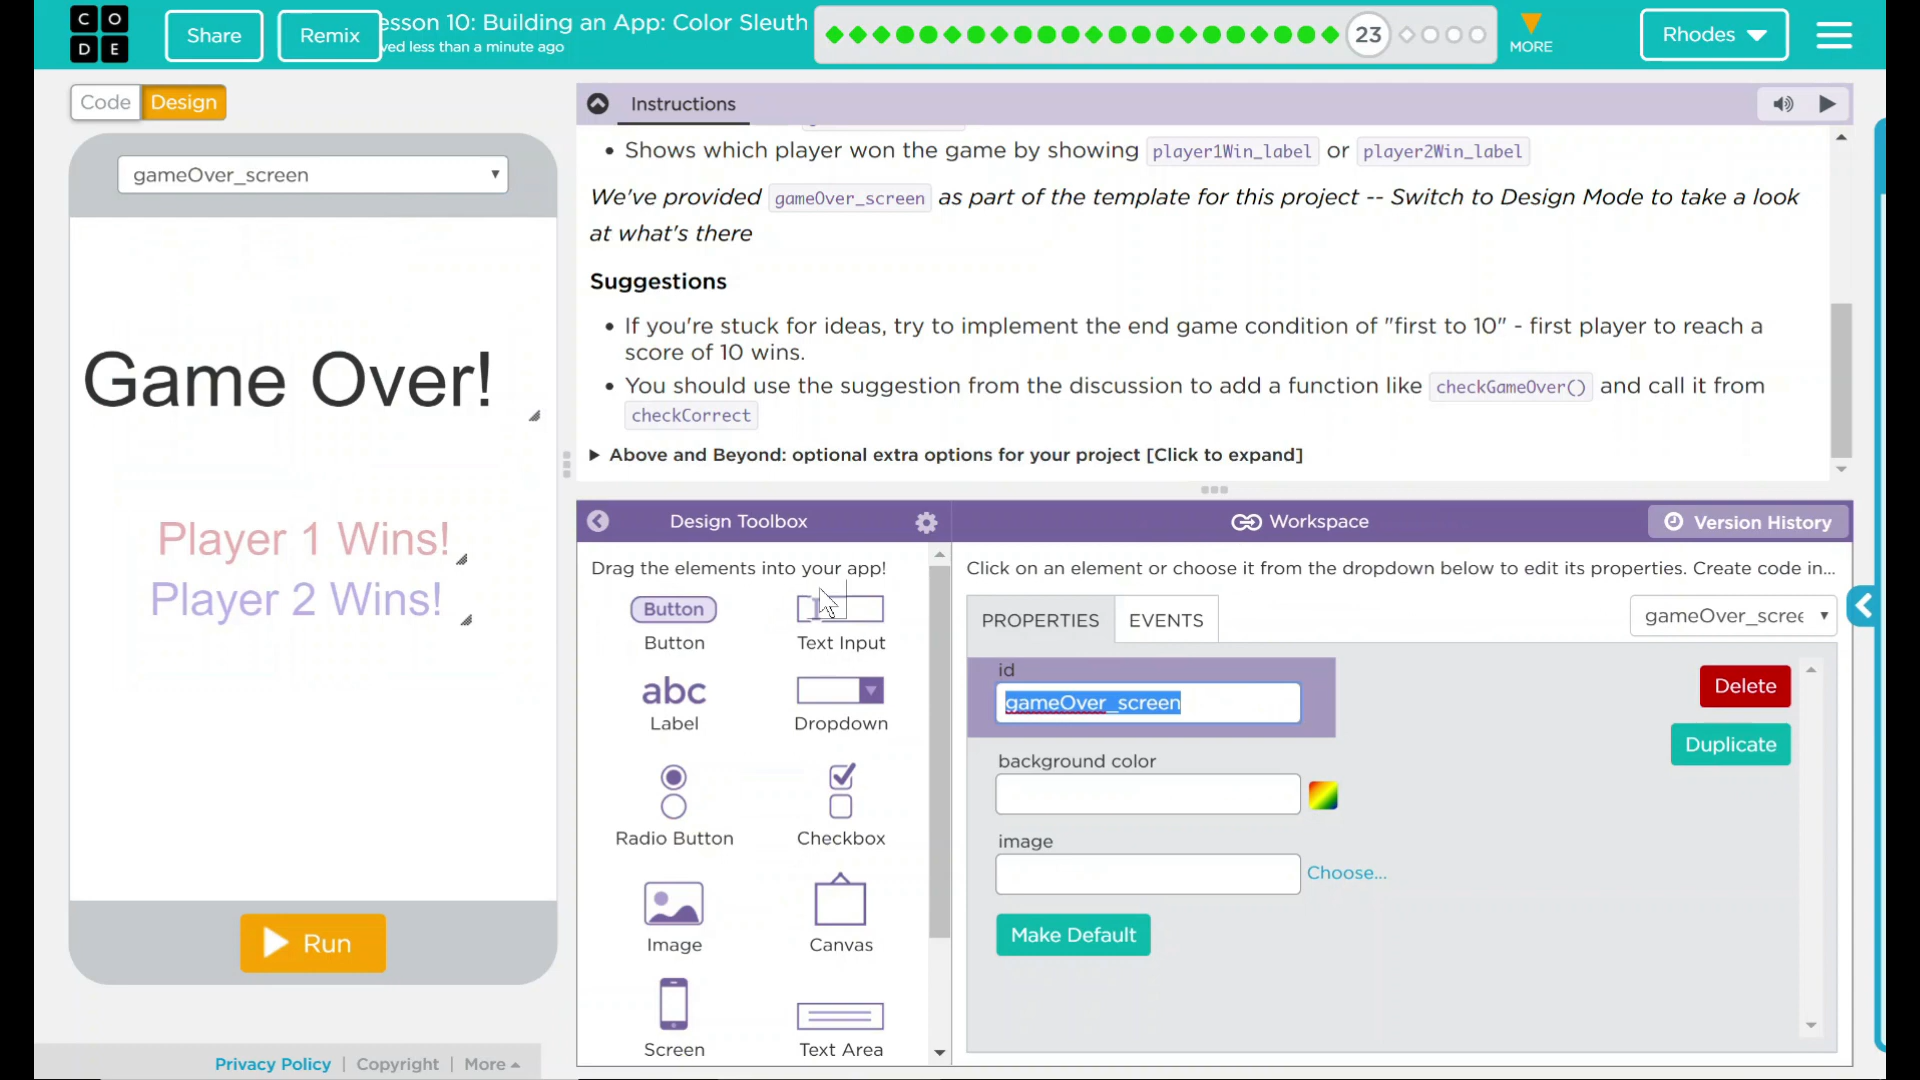 CODE
Share
Remix
esson 10: Building an App: Color Sleuth
ved less than a minute ago
23
MORE
Rhodes
Code
Design
gameOver_screen
Game Over!
Player 1 Wins!
Player 2 Wins!
Run
Privacy Policy | Copyright | More
Instructions
• Shows which player won the game by showing player1Win_label or player2Win_label
We've provided gameOver_screen as part of the template for this project -- Switch to Design Mode to take a look
at what's there
Suggestions
• If you're stuck for ideas, try to implement the end game condition of "first to 10" - first player to reach a
score of 10 wins.
• You should use the suggestion from the discussion to add a function like checkGameOver() and call it from
checkCorrect
Above and Beyond: optional extra options for your project [Click to expand]
Design Toolbox
Workspace
Version History
Drag the elements into your app!
Button
Button
Text Input
abc
Label
Dropdown
Radio Button
Checkbox
Image
Canvas
Screen
Text Area
Click on an element or choose it from the dropdown below to edit its properties. Create code in...
PROPERTIES
EVENTS
gameOver_scree
id
gameOver_screen
Delete
Duplicate
background color
image
Choose...
Make Default